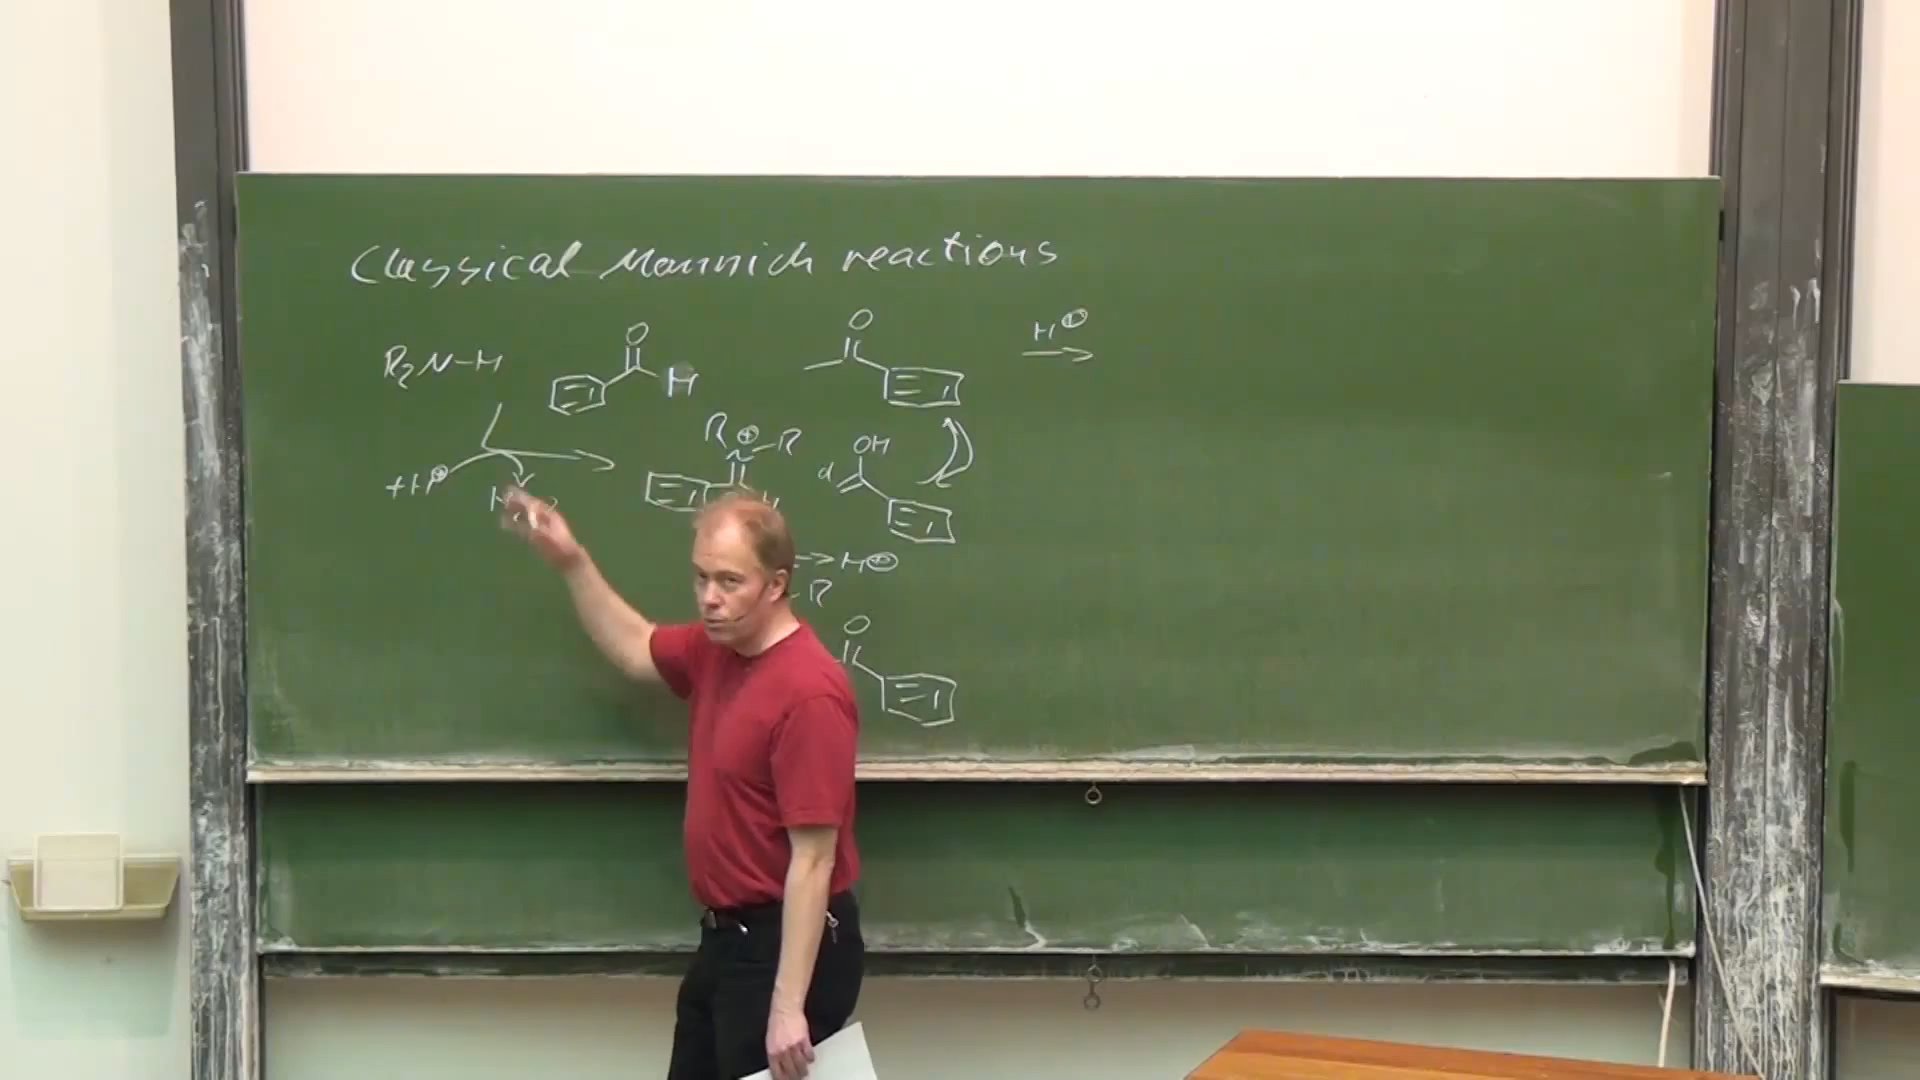 Classical Mannich reactions
O O H⊕
R₂N-H H
R ⊕ R OH
+H⊕ d
→ H⊕
R
O